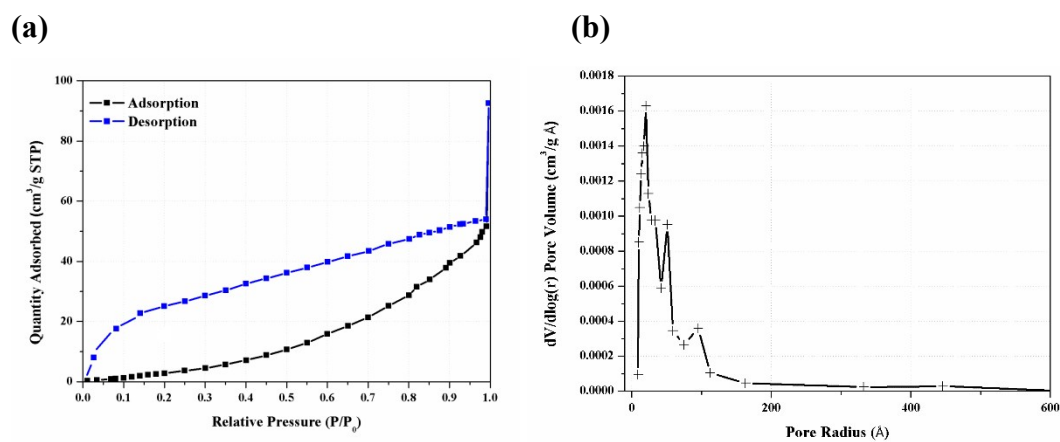 (a)
(b)
100
80
60
40
20
0
Quantity Adsorbed (cm³/g STP)
Adsorption
Desorption
0.0 0.1 0.2 0.3 0.4 0.5 0.6 0.7 0.8 0.9 1.0
Relative Pressure (P/P₀)
0.0018
0.0016
0.0014
0.0012
0.0010
0.0008
0.0006
0.0004
0.0002
0.0000
dV/dlog(r) Pore Volume (cm³/g Å)
0 200 400 600
Pore Radius (Å)